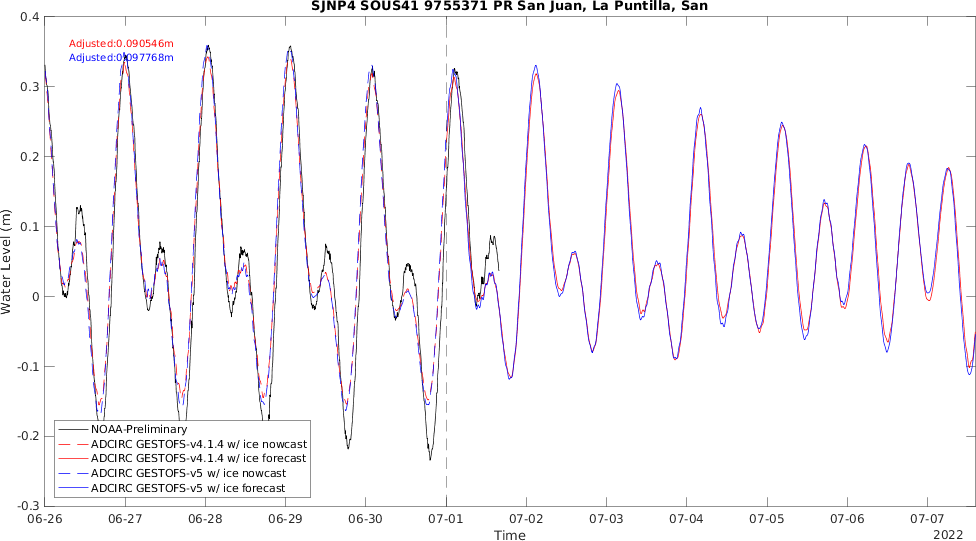 SJNP4 SOUS41 9755371 PR San Juan, La Puntilla, San
Adjusted:0.090546m
Adjusted:0.097768m
0.4
0.3
0.2
0.1
0
-0.1
-0.2
-0.3
Water Level (m)
NOAA-Preliminary
ADCIRC GESTOFS-v4.1.4 w/ ice nowcast
ADCIRC GESTOFS-v4.1.4 w/ ice forecast
ADCIRC GESTOFS-v5 w/ ice nowcast
ADCIRC GESTOFS-v5 w/ ice forecast
06-26 06-27 06-28 06-29 06-30 07-01 07-02 07-03 07-04 07-05 07-06 07-07
Time
2022